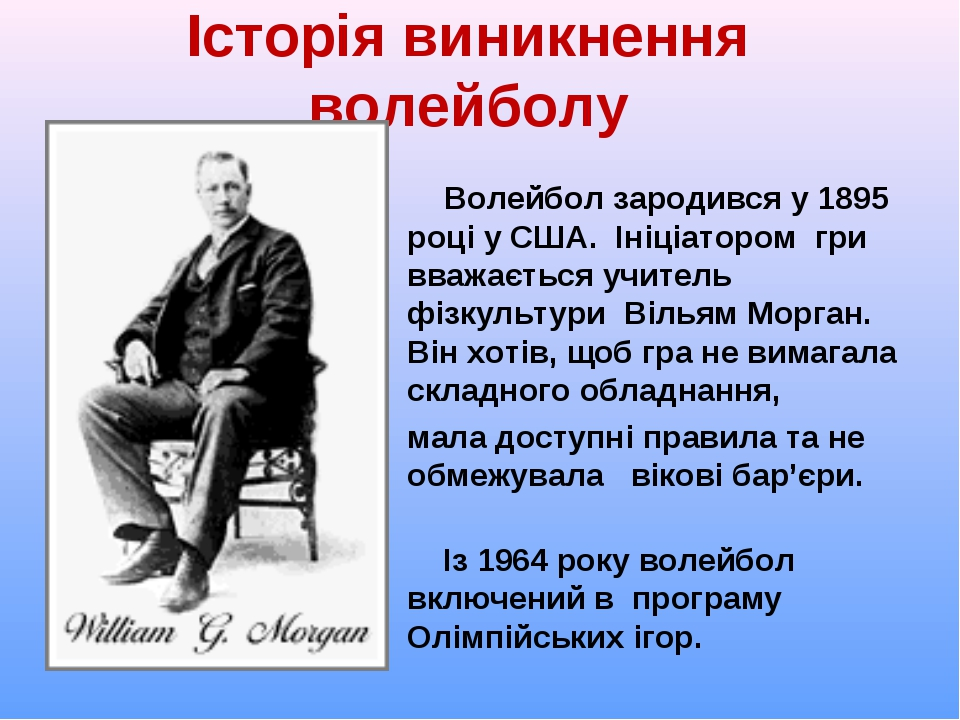 Історія виникнення
волейболу
Волейбол зародився у 1895
році у США. Ініціатором гри
вважається учитель
фізкультури Вільям Морган.
Він хотів, щоб гра не вимагала
складного обладнання,
мала доступні правила та не
обмежувала вікові бар’єри.
Із 1964 року волейбол
включений в програму
Олімпійських ігор.
William G. Morgan